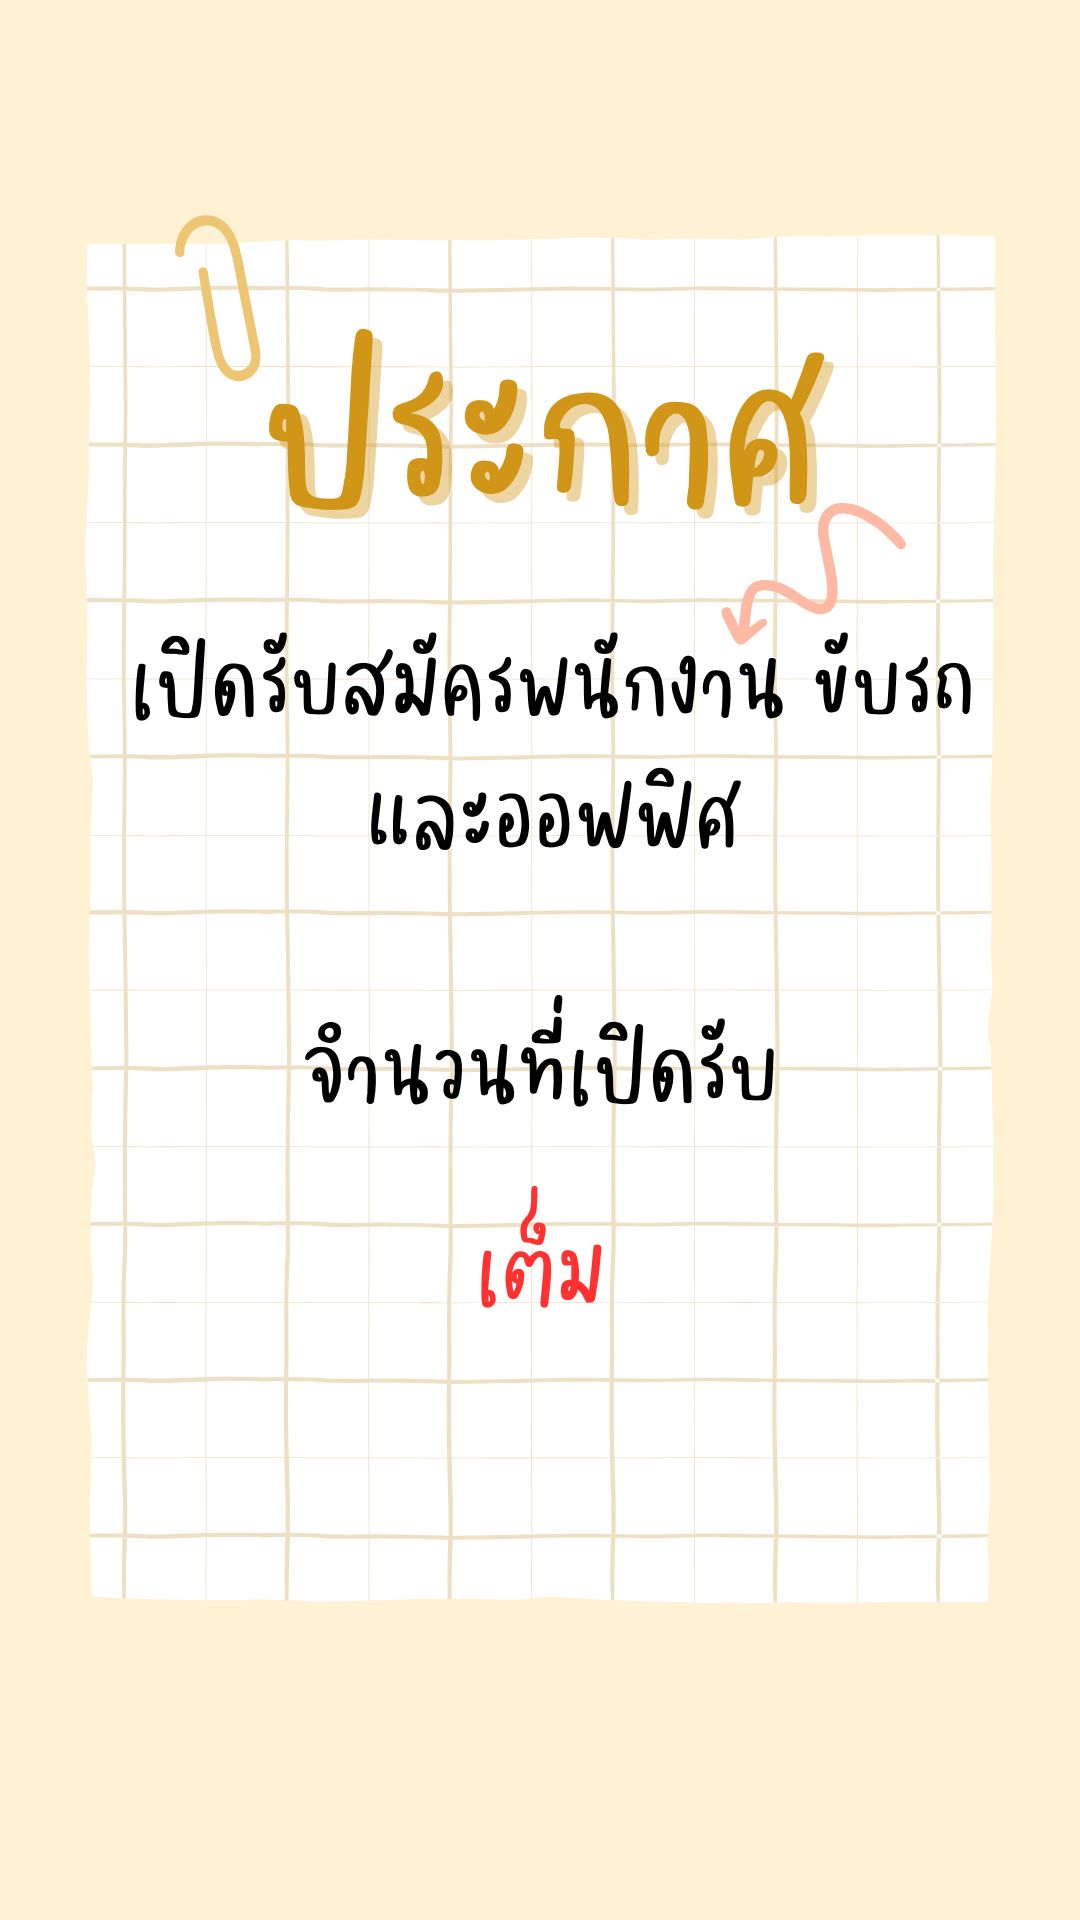 ประกาศ
เปิดรับสมัครพนักงาน ขับรถ
และออฟฟิศ
จำนวนที่เปิดรับ
เต็ม